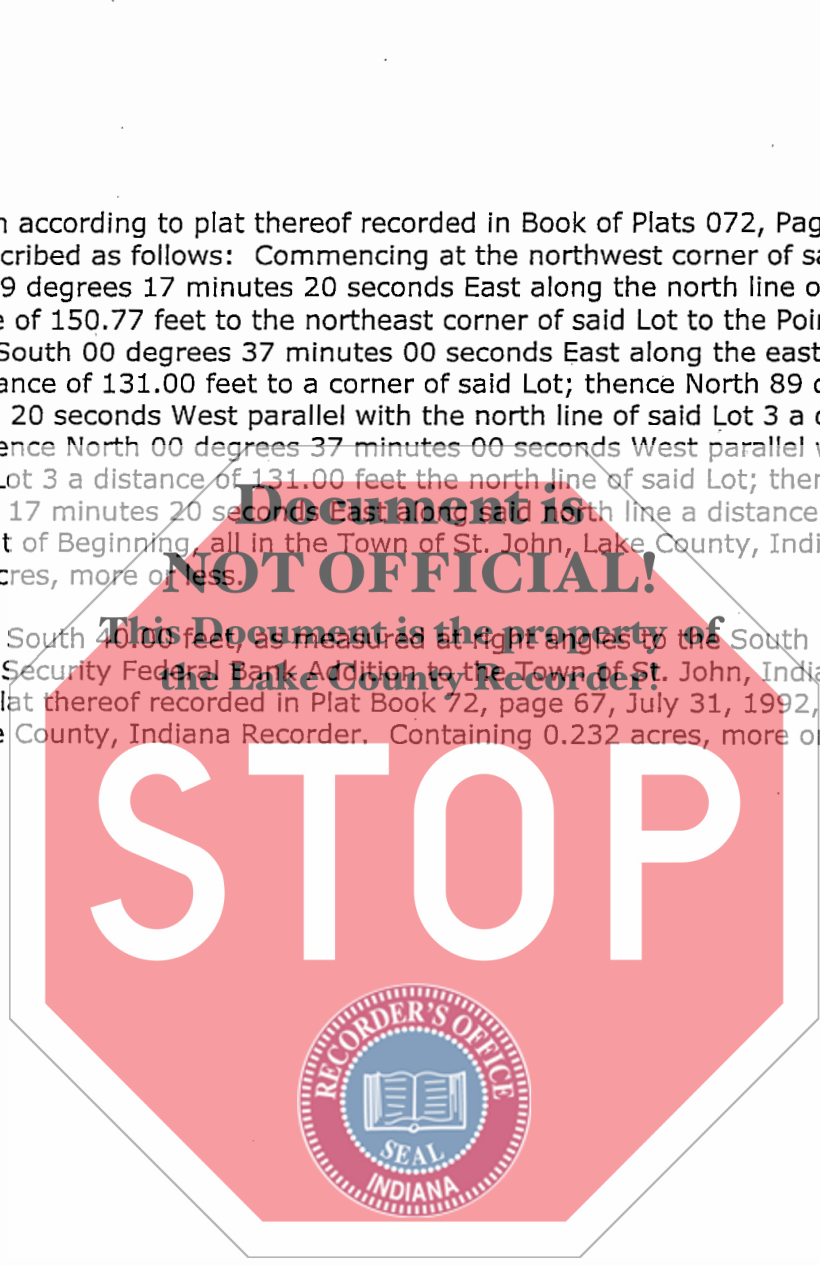 n according to plat thereof recorded in Book of Plats 072, Pag
cribed as follows: Commencing at the northwest corner of sa
9 degrees 17 minutes 20 seconds East along the north line o
e of 150.77 feet to the northeast corner of said Lot to the Poi
South 00 degrees 37 minutes 00 seconds East along the east
ance of 131.00 feet to a corner of said Lot; thence North 89 d
20 seconds West parallel with the north line of said Lot 3 a d
ence North 00 degrees 37 minutes 00 seconds West parallel v
Lot 3 a distance of 131.00 feet the north line of said Lot; ther
17 minutes 20 seconds East along said north line a distance
t of Beginning, all in the Town of St. John, Lake County, Indi
cres, more or less.
Document is
NOT OFFICIAL!
This Document is the property of
the Lake County Recorder!
South 40.00 feet, as measured at right angles to the South
Security Federal Bank Addition to the Town of St. John, India
lat thereof recorded in Plat Book 72, page 67, July 31, 1992,
e County, Indiana Recorder. Containing 0.232 acres, more or
STOP
RECORDER'S OFFICE
SEAL
INDIANA